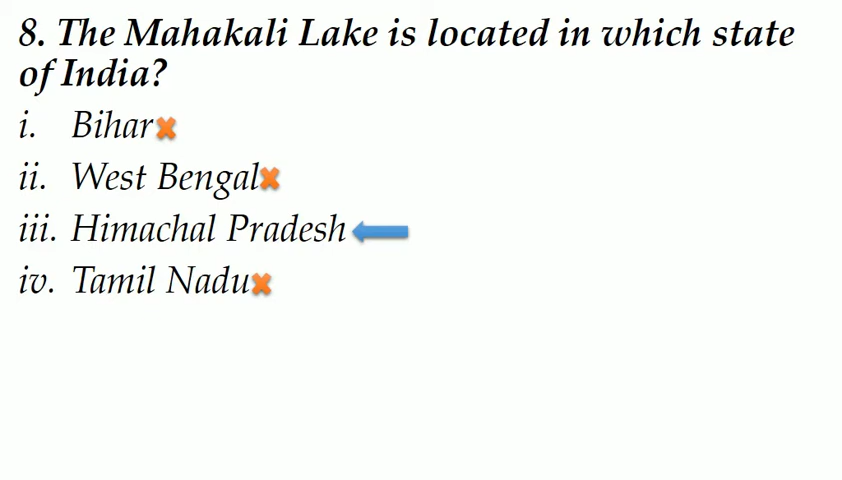 8. The Mahakali Lake is located in which state
of India?
i. Bihar
ii. West Bengal
iii. Himachal Pradesh
iv. Tamil Nadu